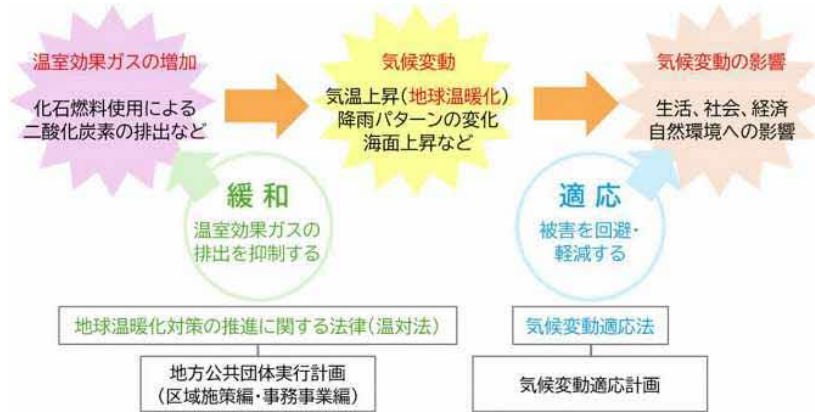 温室効果ガスの増加
化石燃料使用による
二酸化炭素の排出など
気候変動
気温上昇(地球温暖化)
降雨パターンの変化
海面上昇など
気候変動の影響
生活、社会、経済
自然環境への影響
緩和
温室効果ガスの
排出を抑制する
適応
被害を回避・
軽減する
地球温暖化対策の推進に関する法律(温対法)
地方公共団体実行計画
(区域施策編・事務事業編)
気候変動適応法
気候変動適応計画